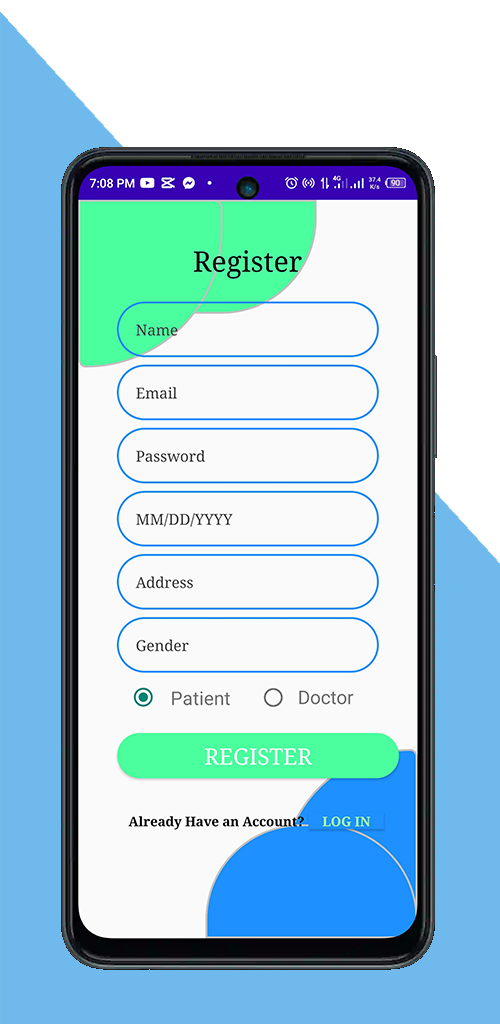 7:08 PM 4G 37.4 K/s 90
Register
Name
Email
Password
MM/DD/YYYY
Address
Gender
Patient Doctor
REGISTER
Already Have an Account? LOG IN